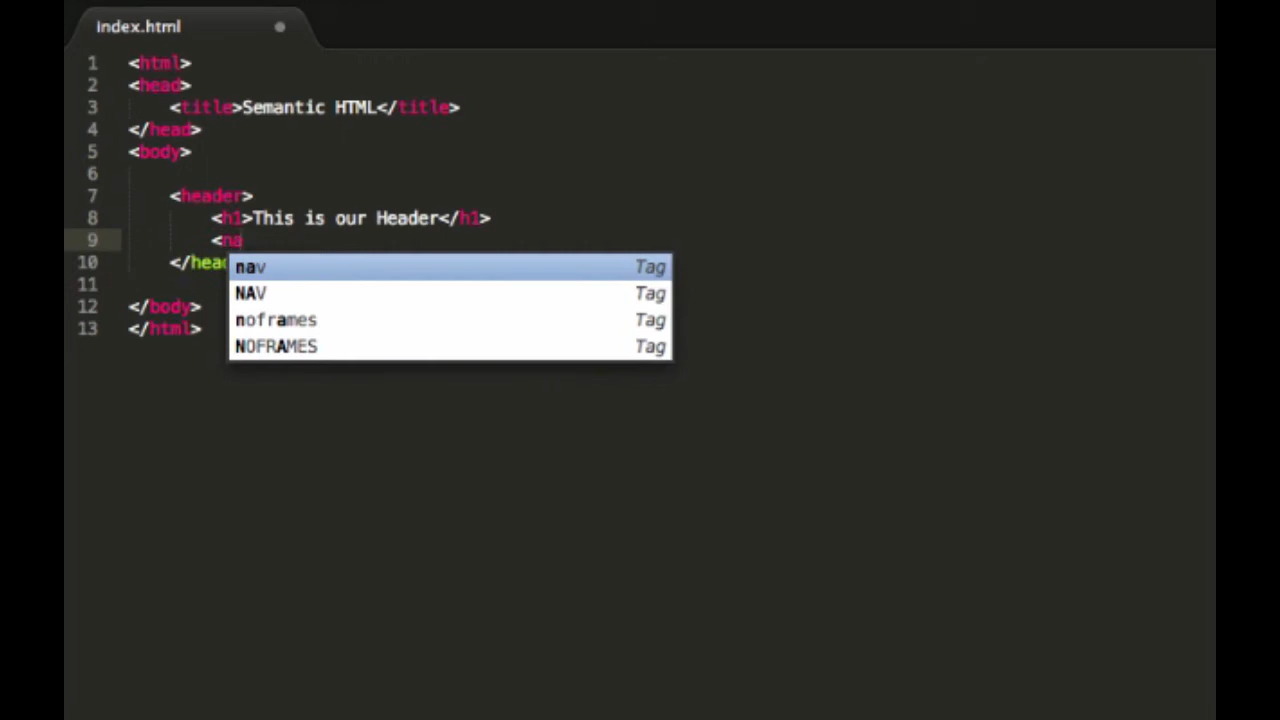 index.html
1 <html>
2 <head>
3 <title>Semantic HTML</title>
4 </head>
5 <body>
6
7 <header>
8 <h1>This is our Header</h1>
9 <na
10 </head
11
12 </body>
13 </html>
nav Tag
NAV Tag
noframes Tag
NOFRAMES Tag